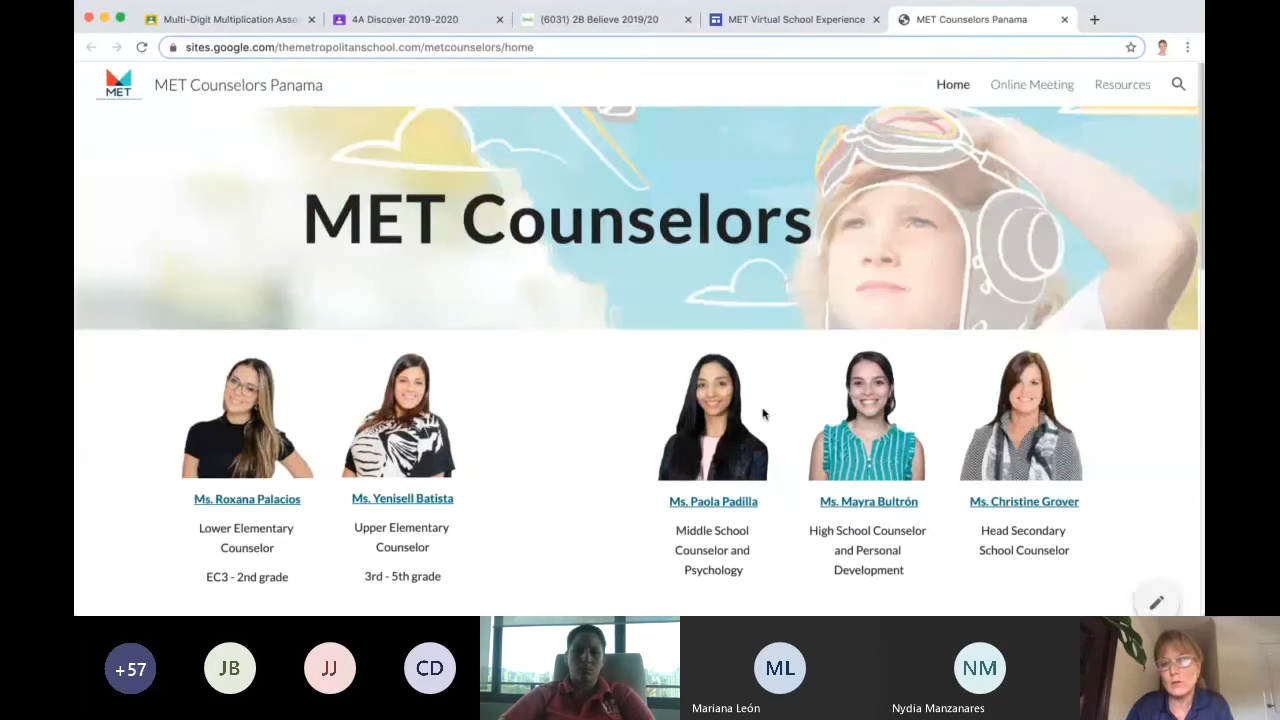 Multi-Digit Multiplication Asse
4A Discover 2019-2020
(6031) 2B Believe 2019/20
MET Virtual School Experience
MET Counselors Panama
sites.google.com/themetropolitanschool.com/metcounselors/home
MET
MET Counselors Panama
Home
Online Meeting
Resources
MET Counselors
Ms. Roxana Palacios
Lower Elementary
Counselor
EC3 - 2nd grade
Ms. Yenisell Batista
Upper Elementary
Counselor
3rd - 5th grade
Ms. Paola Padilla
Middle School
Counselor and
Psychology
Ms. Mayra Bultrón
High School Counselor
and Personal
Development
Ms. Christine Grover
Head Secondary
School Counselor
+57
JB
JJ
CD
ML
Mariana León
NM
Nydia Manzanares